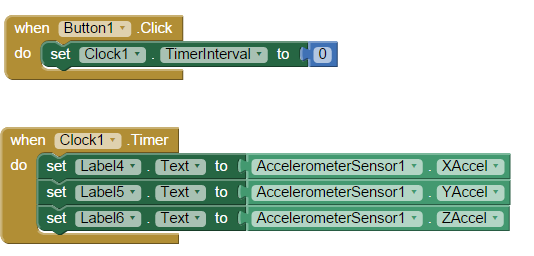 when Button1 .Click
do set Clock1 . TimerInterval to 0
when Clock1 .Timer
do set Label4 . Text to AccelerometerSensor1 . XAccel
set Label5 . Text to AccelerometerSensor1 . YAccel
set Label6 . Text to AccelerometerSensor1 . ZAccel